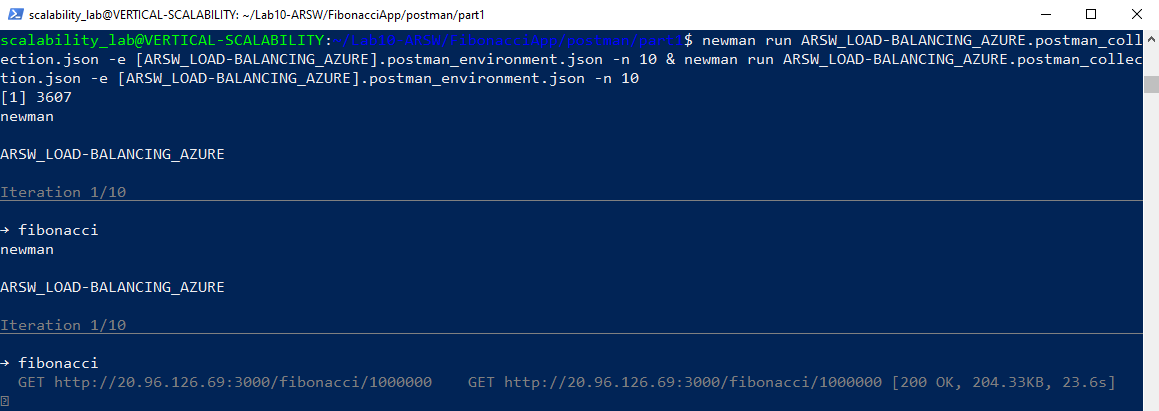 scalability_lab@VERTICAL-SCALABILITY: ~/Lab10-ARSW/FibonacciApp/postman/part1
scalability_lab@VERTICAL-SCALABILITY:~/Lab10-ARSW/FibonacciApp/postman/part1$ newman run ARSW_LOAD-BALANCING_AZURE.postman_coll
ection.json -e [ARSW_LOAD-BALANCING_AZURE].postman_environment.json -n 10 & newman run ARSW_LOAD-BALANCING_AZURE.postman_collec
tion.json -e [ARSW_LOAD-BALANCING_AZURE].postman_environment.json -n 10
[1] 3607
newman
ARSW_LOAD-BALANCING_AZURE
Iteration 1/10
→ fibonacci
newman
ARSW_LOAD-BALANCING_AZURE
Iteration 1/10
→ fibonacci
GET http://20.96.126.69:3000/fibonacci/1000000    GET http://20.96.126.69:3000/fibonacci/1000000 [200 OK, 204.33KB, 23.6s]